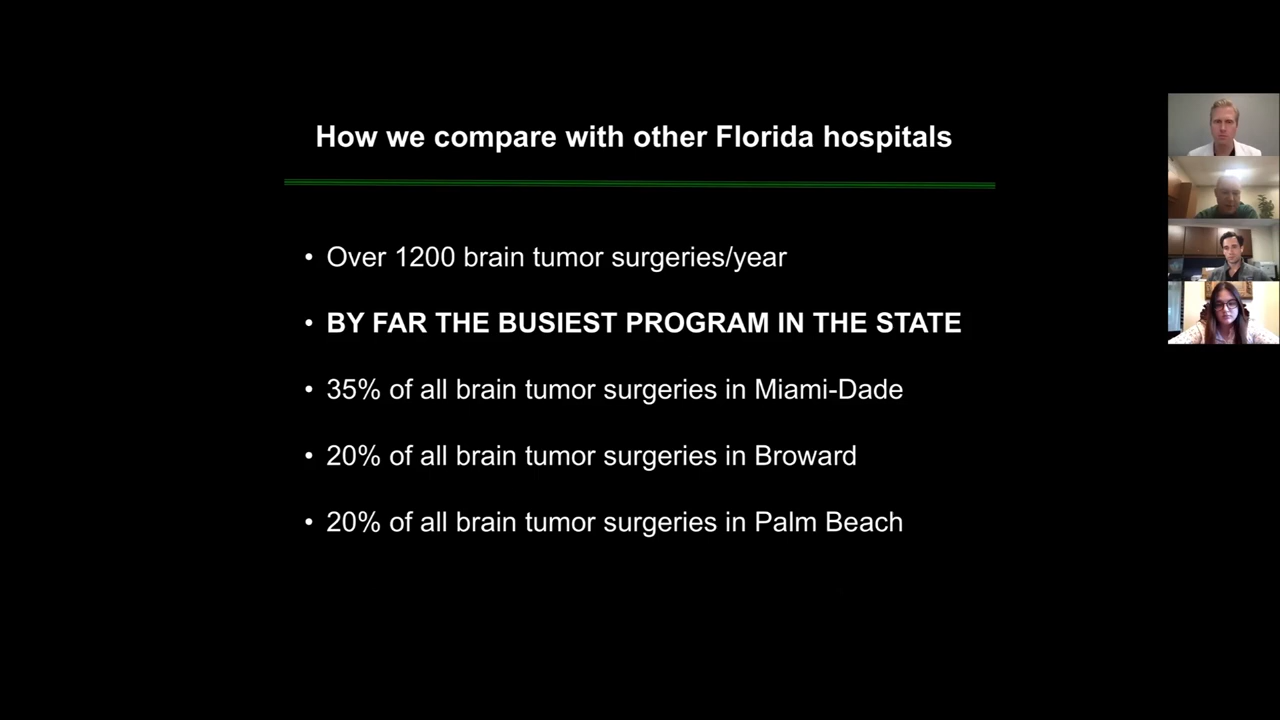 How we compare with other Florida hospitals
• Over 1200 brain tumor surgeries/year
• BY FAR THE BUSIEST PROGRAM IN THE STATE
• 35% of all brain tumor surgeries in Miami-Dade
• 20% of all brain tumor surgeries in Broward
• 20% of all brain tumor surgeries in Palm Beach